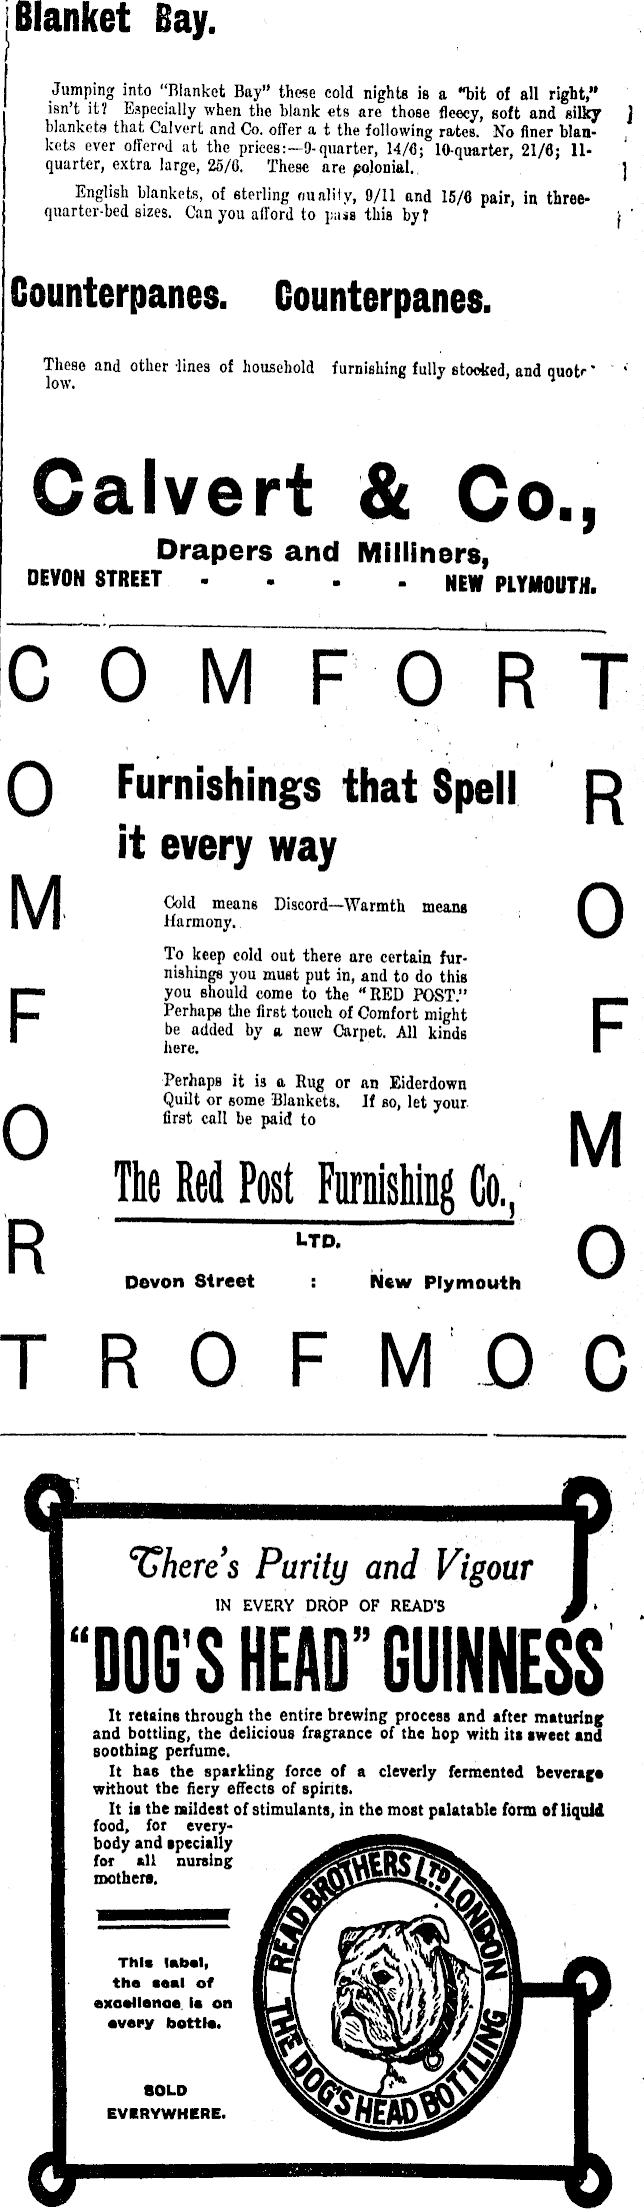 Blanket Bay.
Jumping into "Blanket Bay" these cold nights is a "bit of all right,"
isn't it? Especially when the blank ets are those fleecy, soft and silky
blankets that Calvert and Co. offer a t the following rates. No finer blan-
kets ever offered at the prices:—9-quarter, 14/6; 10-quarter, 21/6; 11-
quarter, extra large, 25/6. These are colonial.
English blankets, of sterling quality, 9/11 and 15/6 pair, in three-
quarter-bed sizes. Can you afford to pass this by?
Counterpanes. Counterpanes.
These and other lines of household furnishing fully stocked, and
low.
Calvert & Co.,
Drapers and Milliners,
DEVON STREET - - - - NEW PLYMOUTH.
C O M F O R T
O
M
F
O
R
Furnishings that Spell
it every way
Cold means Discord—Warmth means
Harmony.
To keep cold out there are certain fur-
nishings you must put in, and to do this
you should come to the "RED POST."
Perhaps the first touch of Comfort might
be added by a new Carpet. All kinds
here.
Perhaps it is a Rug or an Eiderdown
Quilt or some Blankets. If so, let your
first call be paid to
The Red Post Furnishing Co.,
LTD.
Devon Street : New Plymouth
R
O
F
M
O
T R O F M O C
There's Purity and Vigour
IN EVERY DROP OF READ'S
"DOG'S HEAD" GUINNESS
It retains through the entire brewing process and after maturing
and bottling, the delicious fragrance of the hop with its sweet and
soothing perfume.
It has the sparkling force of a cleverly fermented beverage
without the fiery effects of spirits.
It is the mildest of stimulants, in the most palatable form of liquid
food, for every-
body and specially
for all nursing
mothers.
This label,
the seal of
excellence is on
every bottle.
SOLD
EVERYWHERE.
READ BROTHERS LTD LONDON
THE DOG'S HEAD BOTTLING